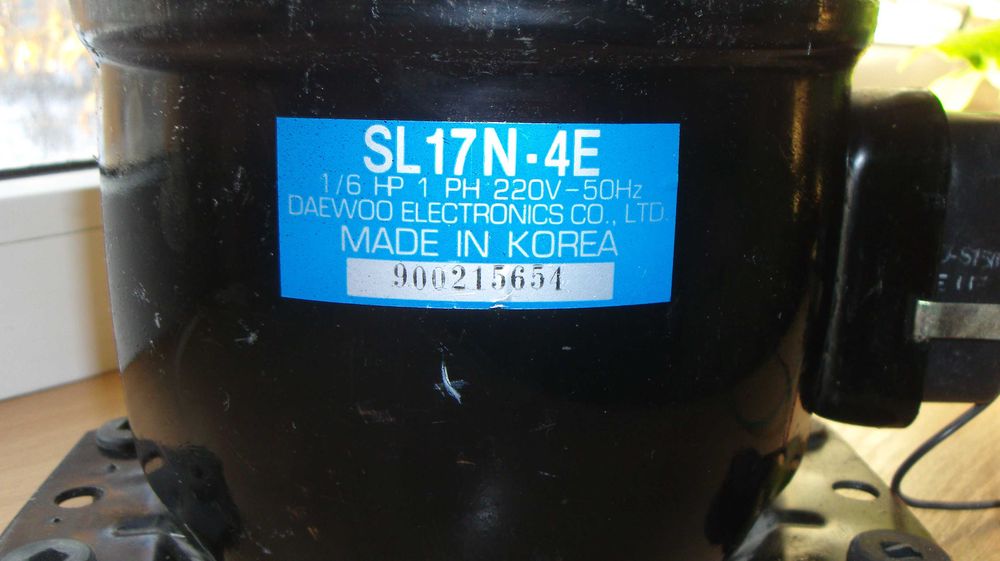 SL17N-4E
1/6 HP 1 PH 220V-50Hz
DAEWOO ELECTRONICS CO., LTD.
MADE IN KOREA
900215654